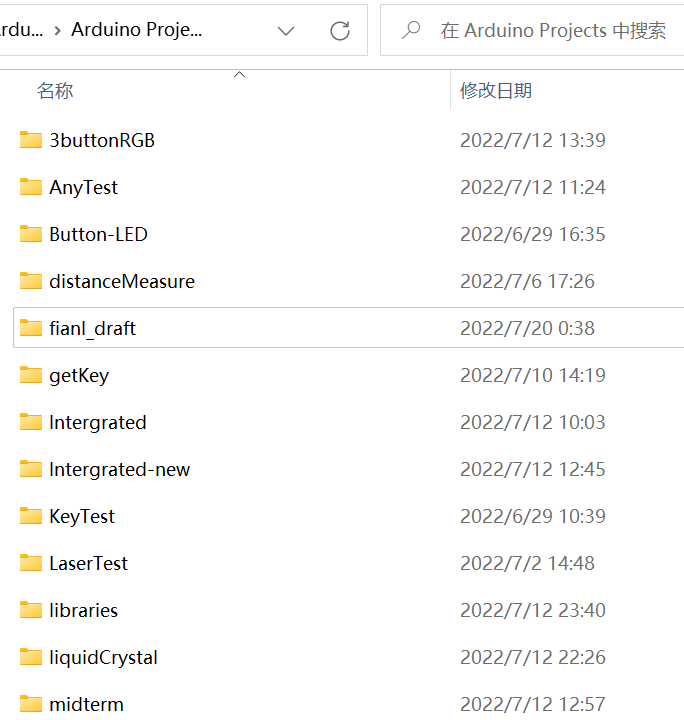 rdu... › Arduino Proje...
在 Arduino Projects 中搜索
名称 修改日期
3buttonRGB 2022/7/12 13:39
AnyTest 2022/7/12 11:24
Button-LED 2022/6/29 16:35
distanceMeasure 2022/7/6 17:26
fianl_draft 2022/7/20 0:38
getKey 2022/7/10 14:19
Intergrated 2022/7/12 10:03
Intergrated-new 2022/7/12 12:45
KeyTest 2022/6/29 10:39
LaserTest 2022/7/2 14:48
libraries 2022/7/12 23:40
liquidCrystal 2022/7/12 22:26
midterm 2022/7/12 12:57